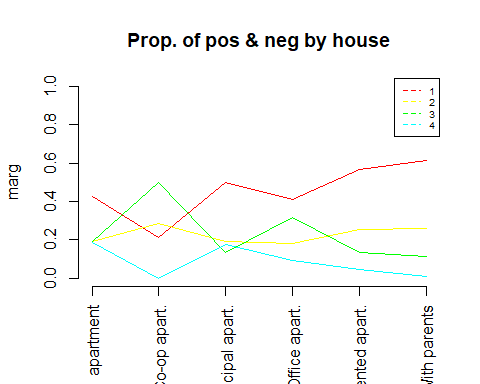 Prop. of pos & neg by house
1
2
3
4
marg
0.0
0.2
0.4
0.6
0.8
1.0
apartment
Co-op apart.
cipal apart.
Office apart.
ented apart.
With parents